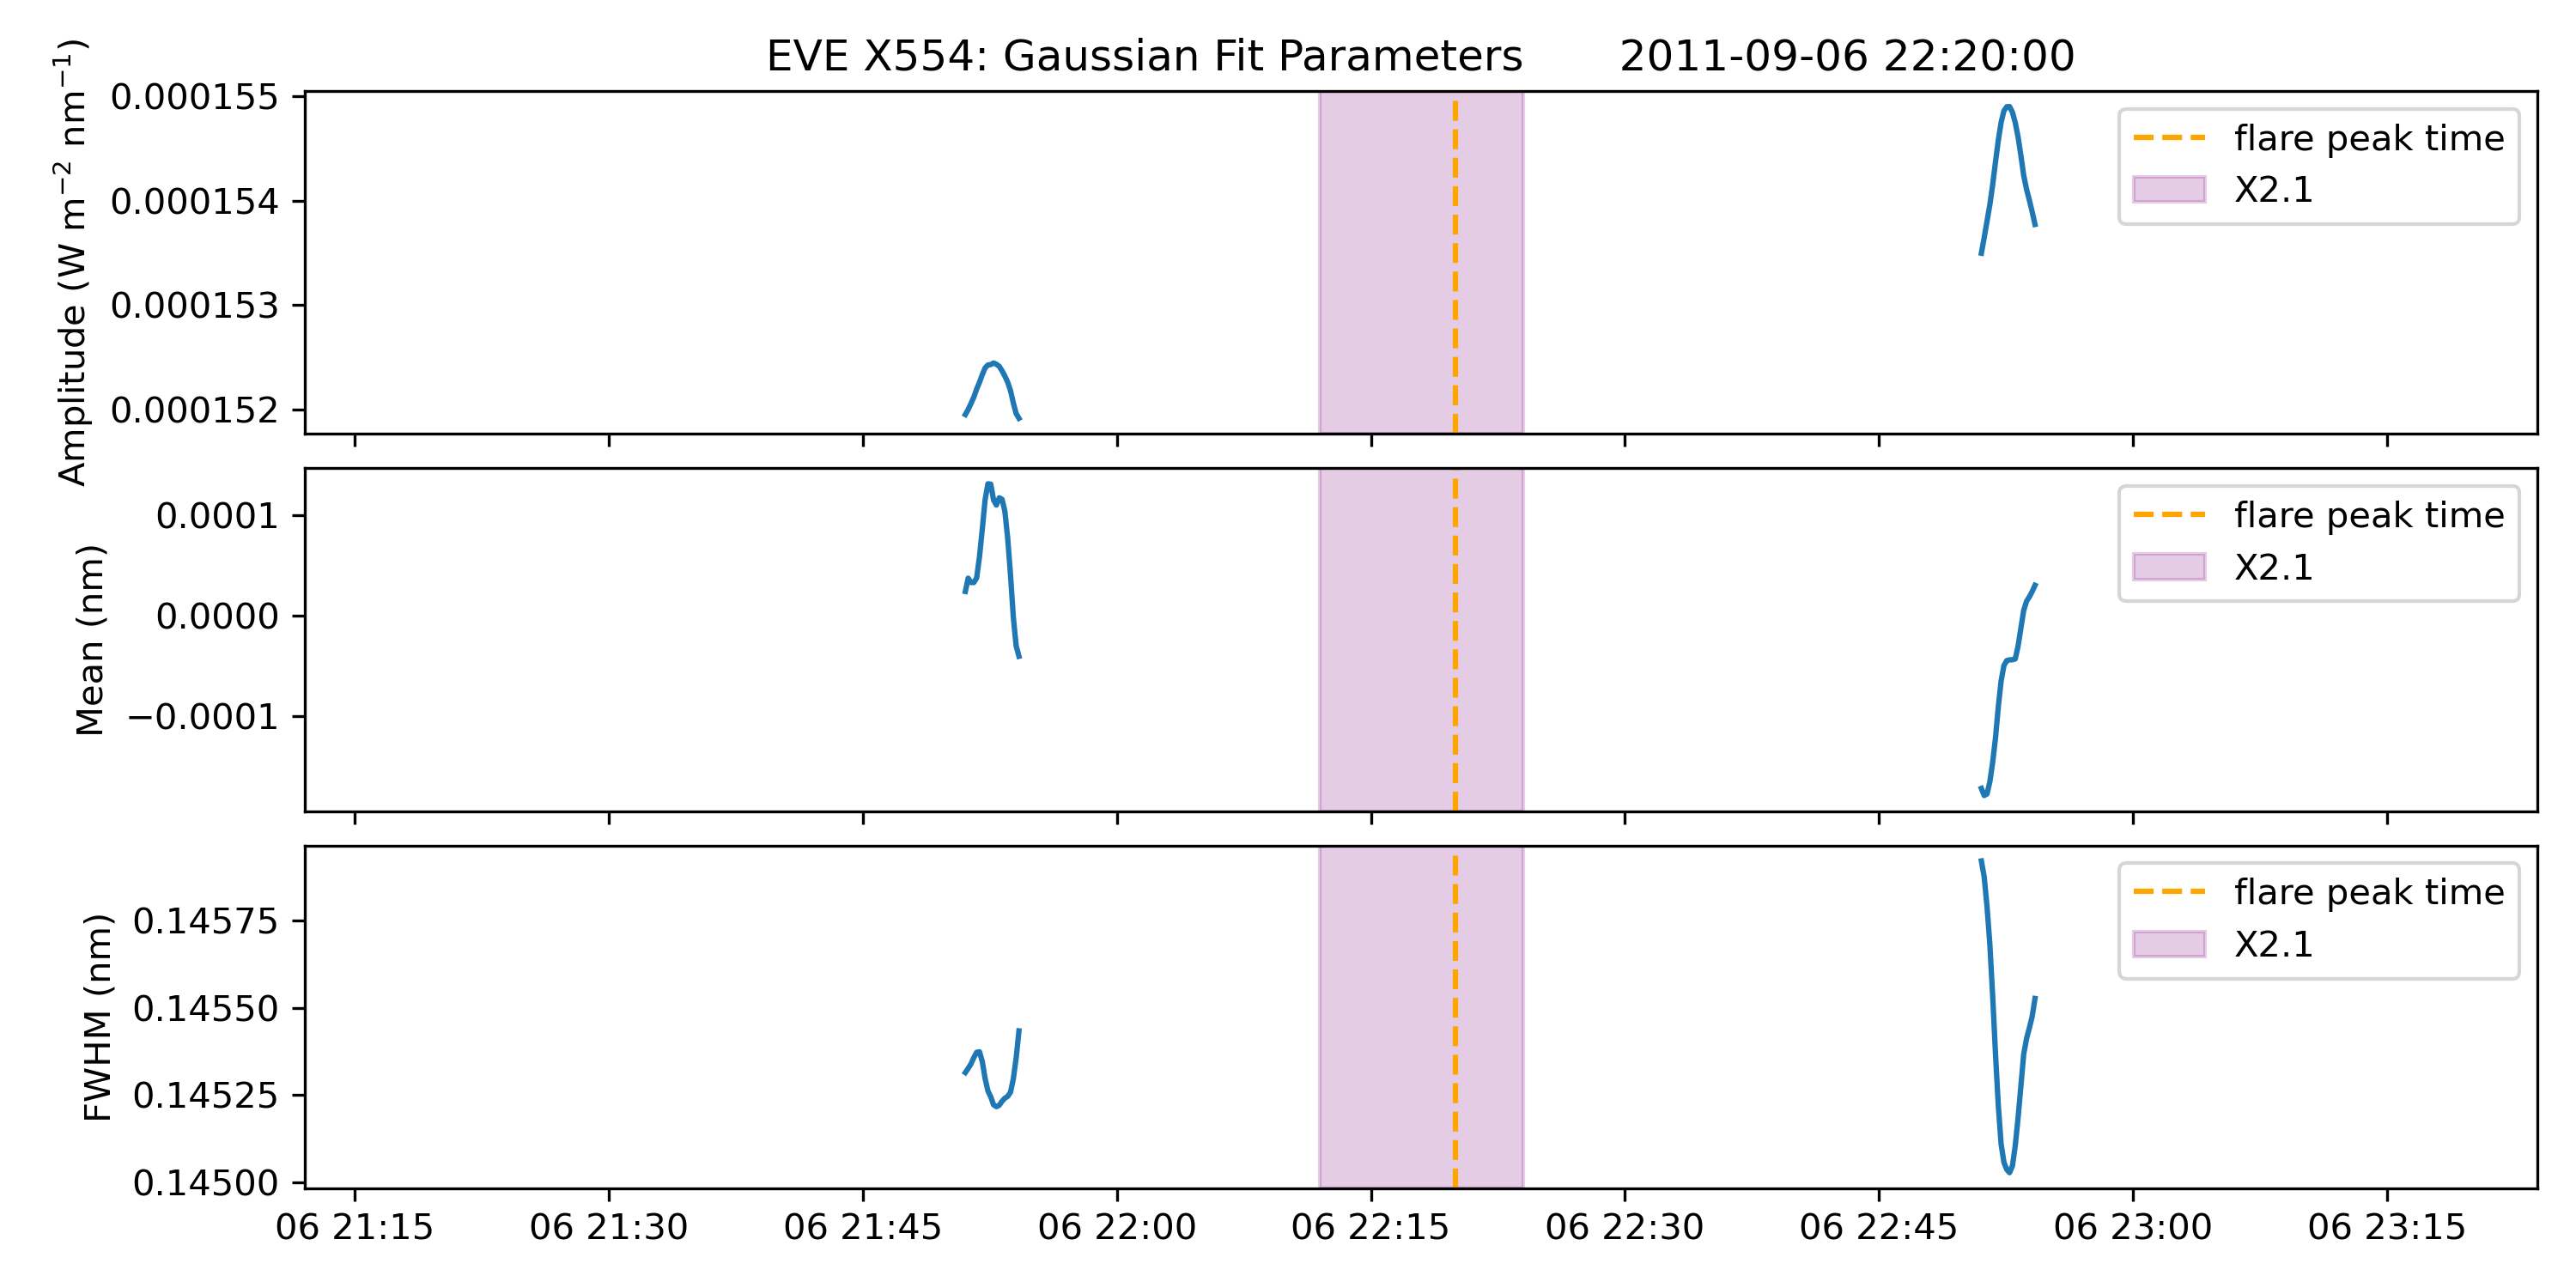 EVE X554: Gaussian Fit Parameters 2011-09-06 22:20:00
Amplitude (W m⁻² nm⁻¹)
0.000155
0.000154
0.000153
0.000152
flare peak time
X2.1
Mean (nm)
0.0001
0.0000
−0.0001
flare peak time
X2.1
FWHM (nm)
0.14575
0.14550
0.14525
0.14500
flare peak time
X2.1
06 21:15 06 21:30 06 21:45 06 22:00 06 22:15 06 22:30 06 22:45 06 23:00 06 23:15